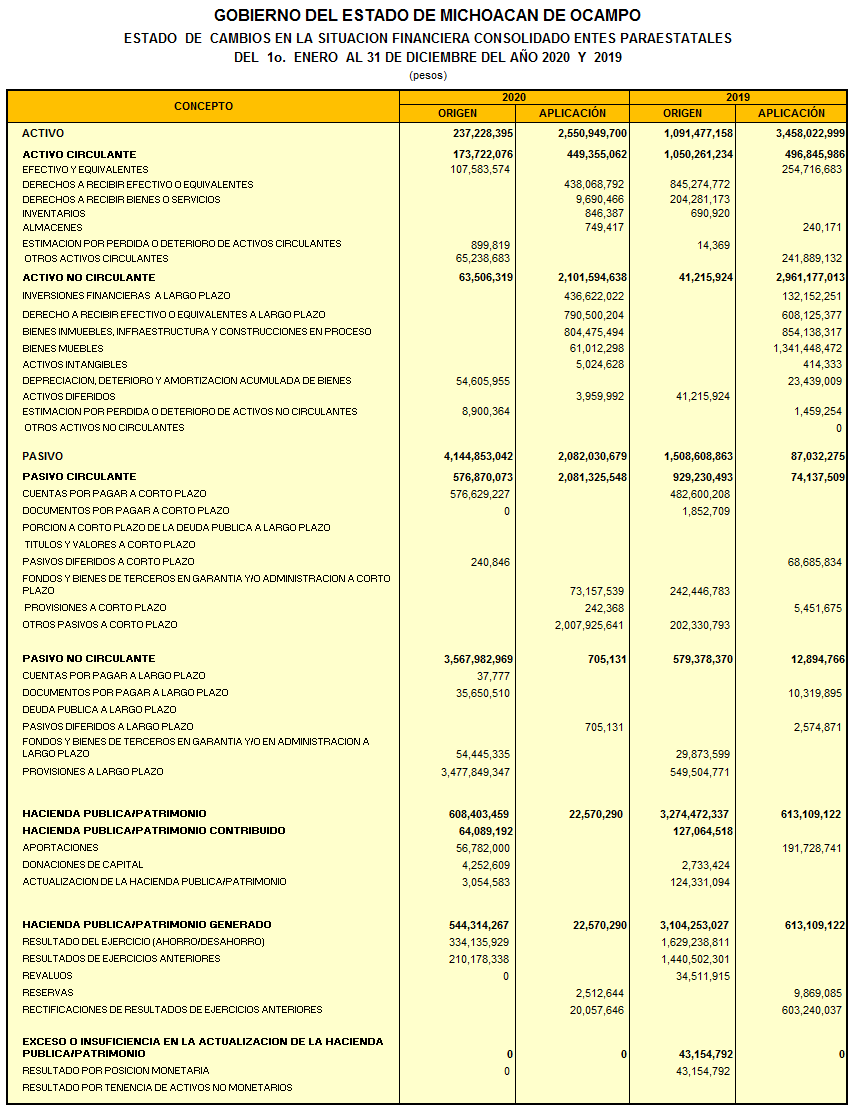 GOBIERNO DEL ESTADO DE MICHOACAN DE OCAMPO
ESTADO DE CAMBIOS EN LA SITUACION FINANCIERA CONSOLIDADO ENTES PARAESTATALES
DEL 1o. ENERO AL 31 DE DICIEMBRE DEL AÑO 2020 Y 2019
(pesos)
CONCEPTO 2020 2019
ORIGEN APLICACIÓN ORIGEN APLICACIÓN
ACTIVO 237,228,395 2,550,949,700 1,091,477,158 3,458,022,999
ACTIVO CIRCULANTE 173,722,076 449,355,062 1,050,261,234 496,845,986
EFECTIVO Y EQUIVALENTES 107,583,574 254,716,683
DERECHOS A RECIBIR EFECTIVO O EQUIVALENTES 438,068,792 845,274,772
DERECHOS A RECIBIR BIENES O SERVICIOS 9,690,466 204,281,173
INVENTARIOS 846,387 690,920
ALMACENES 749,417 240,171
ESTIMACION POR PERDIDA O DETERIORO DE ACTIVOS CIRCULANTES 899,819 14,369
OTROS ACTIVOS CIRCULANTES 65,238,683 241,889,132
ACTIVO NO CIRCULANTE 63,506,319 2,101,594,638 41,215,924 2,961,177,013
INVERSIONES FINANCIERAS A LARGO PLAZO 436,622,022 132,152,251
DERECHO A RECIBIR EFECTIVO O EQUIVALENTES A LARGO PLAZO 790,500,204 608,125,377
BIENES INMUEBLES, INFRAESTRUCTURA Y CONSTRUCCIONES EN PROCESO 804,475,494 854,138,317
BIENES MUEBLES 61,012,298 1,341,448,472
ACTIVOS INTANGIBLES 5,024,628 414,333
DEPRECIACION, DETERIORO Y AMORTIZACION ACUMULADA DE BIENES 54,605,955 23,439,009
ACTIVOS DIFERIDOS 3,959,992 41,215,924
ESTIMACION POR PERDIDA O DETERIORO DE ACTIVOS NO CIRCULANTES 8,900,364 1,459,254
OTROS ACTIVOS NO CIRCULANTES 0
PASIVO 4,144,853,042 2,082,030,679 1,508,608,863 87,032,275
PASIVO CIRCULANTE 576,870,073 2,081,325,548 929,230,493 74,137,509
CUENTAS POR PAGAR A CORTO PLAZO 576,629,227 482,600,208
DOCUMENTOS POR PAGAR A CORTO PLAZO 0 1,852,709
PORCION A CORTO PLAZO DE LA DEUDA PUBLICA A LARGO PLAZO
TITULOS Y VALORES A CORTO PLAZO
PASIVOS DIFERIDOS A CORTO PLAZO 240,846 68,685,834
FONDOS Y BIENES DE TERCEROS EN GARANTIA Y/O ADMINISTRACION A CORTO
PLAZO 73,157,539 242,446,783
PROVISIONES A CORTO PLAZO 242,368 5,451,675
OTROS PASIVOS A CORTO PLAZO 2,007,925,641 202,330,793
PASIVO NO CIRCULANTE 3,567,982,969 705,131 579,378,370 12,894,766
CUENTAS POR PAGAR A LARGO PLAZO 37,777
DOCUMENTOS POR PAGAR A LARGO PLAZO 35,650,510 10,319,895
DEUDA PUBLICA A LARGO PLAZO
PASIVOS DIFERIDOS A LARGO PLAZO 705,131 2,574,871
FONDOS Y BIENES DE TERCEROS EN GARANTIA Y/O EN ADMINISTRACION A
LARGO PLAZO 54,445,335 29,873,599
PROVISIONES A LARGO PLAZO 3,477,849,347 549,504,771
HACIENDA PUBLICA/PATRIMONIO 608,403,459 22,570,290 3,274,472,337 613,109,122
HACIENDA PUBLICA/PATRIMONIO CONTRIBUIDO 64,089,192 127,064,518
APORTACIONES 56,782,000 191,728,741
DONACIONES DE CAPITAL 4,252,609 2,733,424
ACTUALIZACION DE LA HACIENDA PUBLICA/PATRIMONIO 3,054,583 124,331,094
HACIENDA PUBLICA/PATRIMONIO GENERADO 544,314,267 22,570,290 3,104,253,027 613,109,122
RESULTADO DEL EJERCICIO (AHORRO/DESAHORRO) 334,135,929 1,629,238,811
RESULTADOS DE EJERCICIOS ANTERIORES 210,178,338 1,440,502,301
REVALUOS 0 34,511,915
RESERVAS 2,512,644 9,869,085
RECTIFICACIONES DE RESULTADOS DE EJERCICIOS ANTERIORES 20,057,646 603,240,037
EXCESO O INSUFICIENCIA EN LA ACTUALIZACION DE LA HACIENDA
PUBLICA/PATRIMONIO 0 0 43,154,792 0
RESULTADO POR POSICION MONETARIA 0 43,154,792
RESULTADO POR TENENCIA DE ACTIVOS NO MONETARIOS